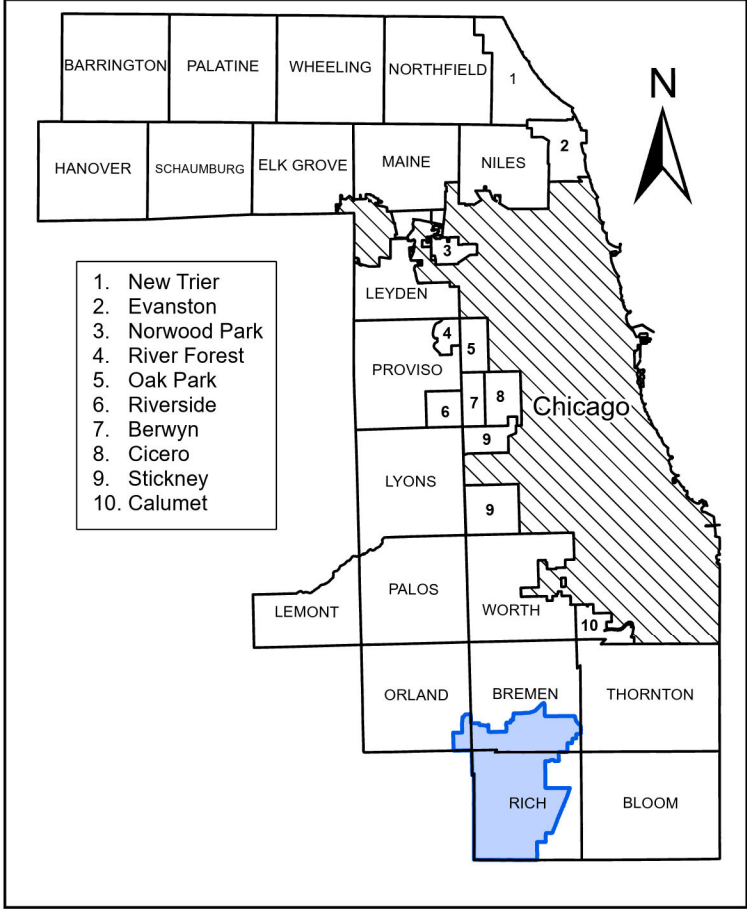 BARRINGTON PALATINE WHEELING NORTHFIELD 1
N
HANOVER SCHAUMBURG ELK GROVE MAINE NILES 2
3
1. New Trier
2. Evanston
3. Norwood Park
4. River Forest
5. Oak Park
6. Riverside
7. Berwyn
8. Cicero
9. Stickney
10. Calumet
LEYDEN
4
5
PROVISO
6 7 8 Chicago
9
LYONS
9
PALOS
LEMONT WORTH 10
ORLAND BREMEN THORNTON
RICH BLOOM